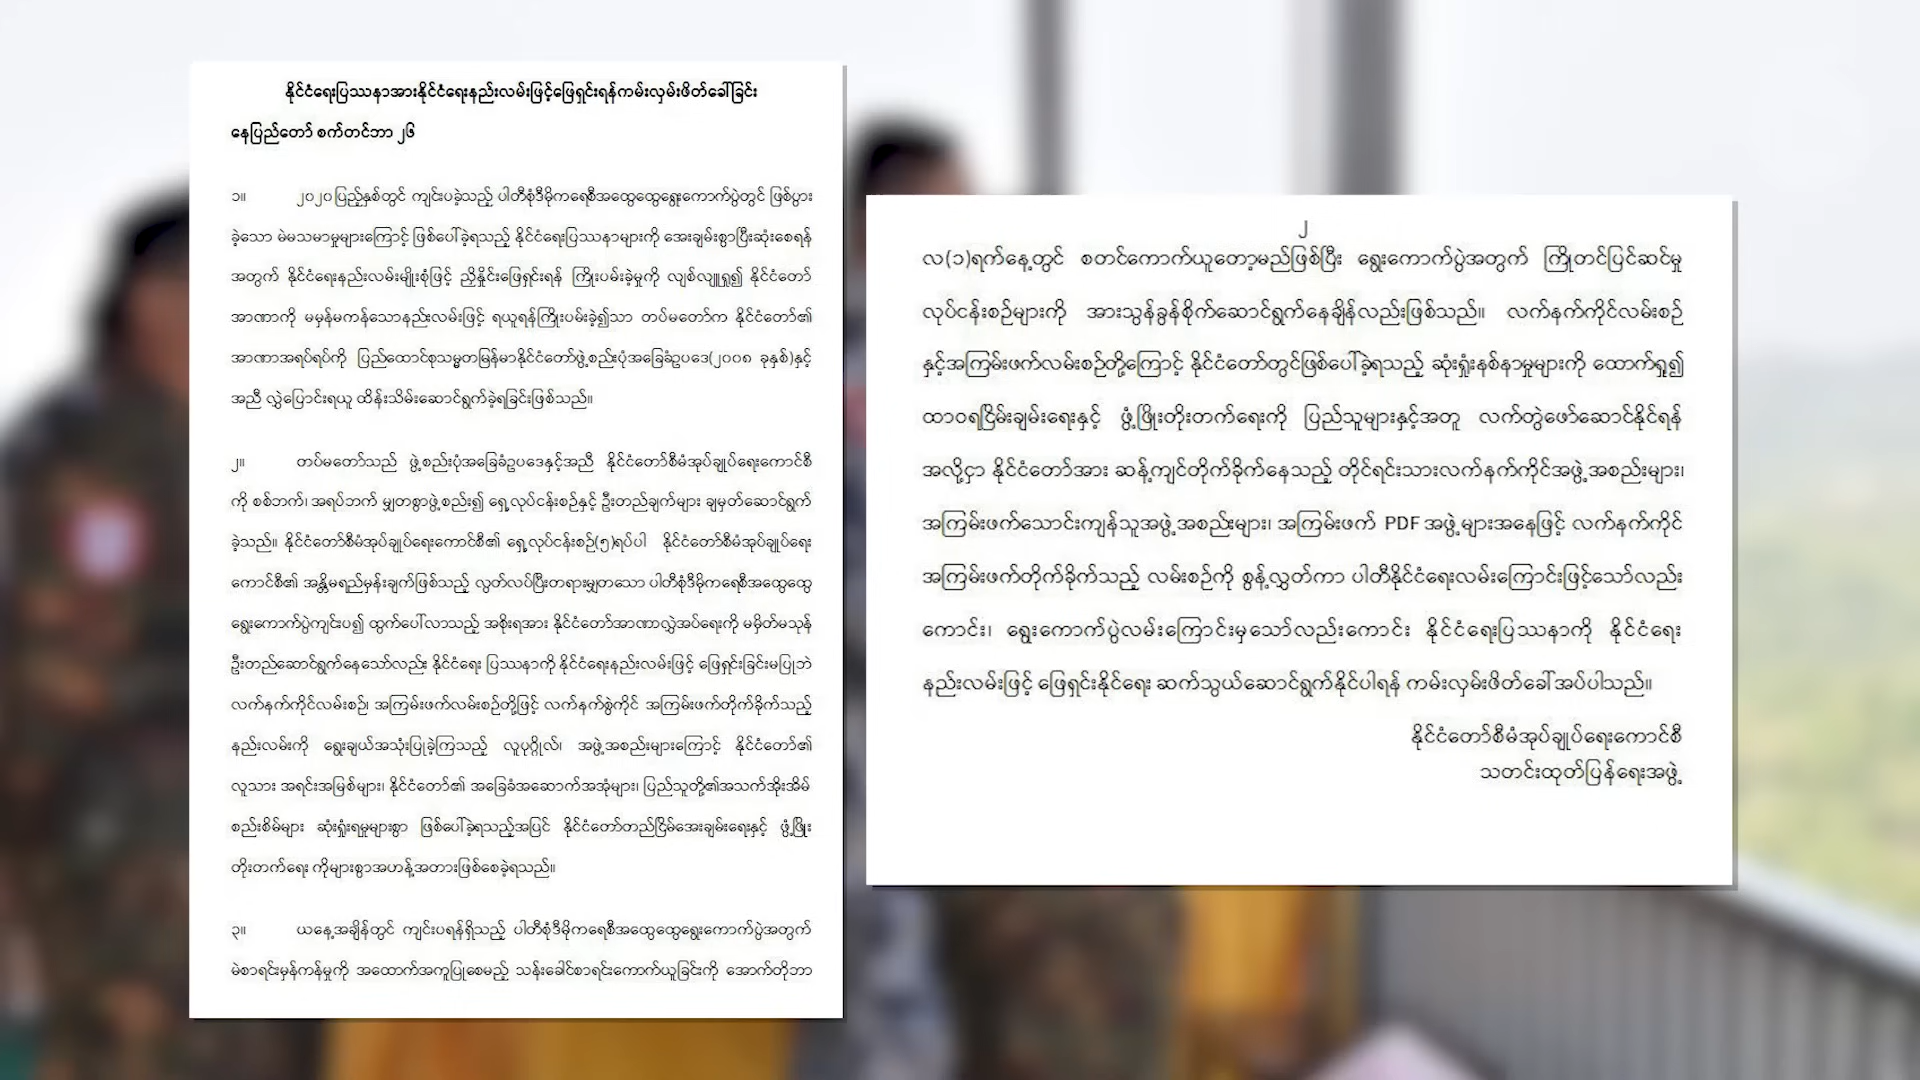 နိုင်ငံရေးပြဿနာအားနိုင်ငံရေးနည်းလမ်းဖြင့်ဖြေရှင်းရန်ကမ်းလှမ်းဖိတ်ခေါ်ခြင်း
နေပြည်တော် စက်တင်ဘာ ၂၆
၁။ ၂၀၂၀ပြည့်နှစ်တွင် ကျင်းပခဲ့သည့် ပါတီစုံဒီမိုကရေစီအထွေထွေရွေးကောက်ပွဲတွင် ဖြစ်ပွား
ခဲ့သော မဲမသမာမှုများကြောင့် ဖြစ်ပေါ်ခဲ့ရသည့် နိုင်ငံရေးပြဿနာများကို အေးချမ်းစွာပြီးဆုံးစေရန်
အတွက် နိုင်ငံရေးနည်းလမ်းမျိုးစုံဖြင့် ညှိနှိုင်းဖြေရှင်းရန် ကြိုးပမ်းခဲ့မှုကို လျစ်လျူရှု၍ နိုင်ငံတော်
အာဏာကို မမှန်မကန်သောနည်းလမ်းဖြင့် ရယူရန်ကြိုးပမ်းခဲ့၍သာ တပ်မတော်က နိုင်ငံတော်၏
အာဏာအရပ်ရပ်ကို ပြည်ထောင်စုသမ္မတမြန်မာနိုင်ငံတော်ဖွဲ့စည်းပုံအခြေခံဥပဒေ(၂၀၀၈ ခုနှစ်)နှင့်
အညီ လွှဲပြောင်းရယူ ထိန်းသိမ်းဆောင်ရွက်ခဲ့ရခြင်းဖြစ်သည်။
၂။ တပ်မတော်သည် ဖွဲ့စည်းပုံအခြေခံဥပဒေနှင့်အညီ နိုင်ငံတော်စီမံအုပ်ချုပ်ရေးကောင်စီ
ကို စစ်ဘက်၊ အရပ်ဘက် မျှတစွာဖွဲ့စည်း၍ ရှေ့လုပ်ငန်းစဉ်နှင့် ဦးတည်ချက်များ ချမှတ်ဆောင်ရွက်
ခဲ့သည်။ နိုင်ငံတော်စီမံအုပ်ချုပ်ရေးကောင်စီ၏ ရှေ့လုပ်ငန်းစဉ်(၅)ရပ်ပါ နိုင်ငံတော်စီမံအုပ်ချုပ်ရေး
ကောင်စီ၏ အန္တိမရည်မှန်းချက်ဖြစ်သည့် လွတ်လပ်ပြီးတရားမျှတသော ပါတီစုံဒီမိုကရေစီအထွေထွေ
ရွေးကောက်ပွဲကျင်းပ၍ ထွက်ပေါ်လာသည့် အစိုးရအား နိုင်ငံတော်အာဏာလွှဲအပ်ရေးကို မမှိတ်မသုန်
ဦးတည်ဆောင်ရွက်နေသော်လည်း နိုင်ငံရေး ပြဿနာကို နိုင်ငံရေးနည်းလမ်းဖြင့် ဖြေရှင်းခြင်းမပြုဘဲ
လက်နက်ကိုင်လမ်းစဉ်၊ အကြမ်းဖက်လမ်းစဉ်တို့ဖြင့် လက်နက်စွဲကိုင် အကြမ်းဖက်တိုက်ခိုက်သည့်
နည်းလမ်းကို ရွေးချယ်အသုံးပြုခဲ့ကြသည့် လူပုဂ္ဂိုလ်၊ အဖွဲ့အစည်းများကြောင့် နိုင်ငံတော်၏
လူသား အရင်းအမြစ်များ၊ နိုင်ငံတော်၏ အခြေခံအဆောက်အအုံများ၊ ပြည်သူတို့၏အသက်အိုးအိမ်
စည်းစိမ်များ ဆုံးရှုံးရမှုများစွာ ဖြစ်ပေါ်ခဲ့ရသည့်အပြင် နိုင်ငံတော်တည်ငြိမ်အေးချမ်းရေးနှင့် ဖွံ့ဖြိုး
တိုးတက်ရေး ကိုများစွာအဟန့်အတားဖြစ်စေခဲ့ရသည်။
၃။ ယနေ့အချိန်တွင် ကျင်းပရန်ရှိသည့် ပါတီစုံဒီမိုကရေစီအထွေထွေရွေးကောက်ပွဲအတွက်
မဲစာရင်းမှန်ကန်မှုကို အထောက်အကူပြုစေမည့် သန်းခေါင်စာရင်းကောက်ယူခြင်းကို အောက်တိုဘာ
၂
လ(၁)ရက်နေ့တွင် စတင်ကောက်ယူတော့မည်ဖြစ်ပြီး ရွေးကောက်ပွဲအတွက် ကြိုတင်ပြင်ဆင်မှု
လုပ်ငန်းစဉ်များကို အားသွန်ခွန်စိုက်ဆောင်ရွက်နေချိန်လည်းဖြစ်သည်။ လက်နက်ကိုင်လမ်းစဉ်
နှင့်အကြမ်းဖက်လမ်းစဉ်တို့ကြောင့် နိုင်ငံတော်တွင်ဖြစ်ပေါ်ခဲ့ရသည့် ဆုံးရှုံးနစ်နာမှုများကို ထောက်ရှု၍
ထာဝရငြိမ်းချမ်းရေးနှင့် ဖွံ့ဖြိုးတိုးတက်ရေးကို ပြည်သူများနှင့်အတူ လက်တွဲဖော်ဆောင်နိုင်ရန်
အလို့ငှာ နိုင်ငံတော်အား ဆန့်ကျင်တိုက်ခိုက်နေသည့် တိုင်ရင်းသားလက်နက်ကိုင်အဖွဲ့အစည်းများ၊
အကြမ်းဖက်သောင်းကျန်သူအဖွဲ့အစည်းများ၊ အကြမ်းဖက် PDF အဖွဲ့များအနေဖြင့် လက်နက်ကိုင်
အကြမ်းဖက်တိုက်ခိုက်သည့် လမ်းစဉ်ကို စွန့်လွှတ်ကာ ပါတီနိုင်ငံရေးလမ်းကြောင်းဖြင့်သော်လည်း
ကောင်း၊ ရွေးကောက်ပွဲလမ်းကြောင်းမှသော်လည်းကောင်း နိုင်ငံရေးပြဿနာကို နိုင်ငံရေး
နည်းလမ်းဖြင့် ဖြေရှင်းနိုင်ရေး ဆက်သွယ်ဆောင်ရွက်နိုင်ပါရန် ကမ်းလှမ်းဖိတ်ခေါ်အပ်ပါသည်။
နိုင်ငံတော်စီမံအုပ်ချုပ်ရေးကောင်စီ
သတင်းထုတ်ပြန်ရေးအဖွဲ့